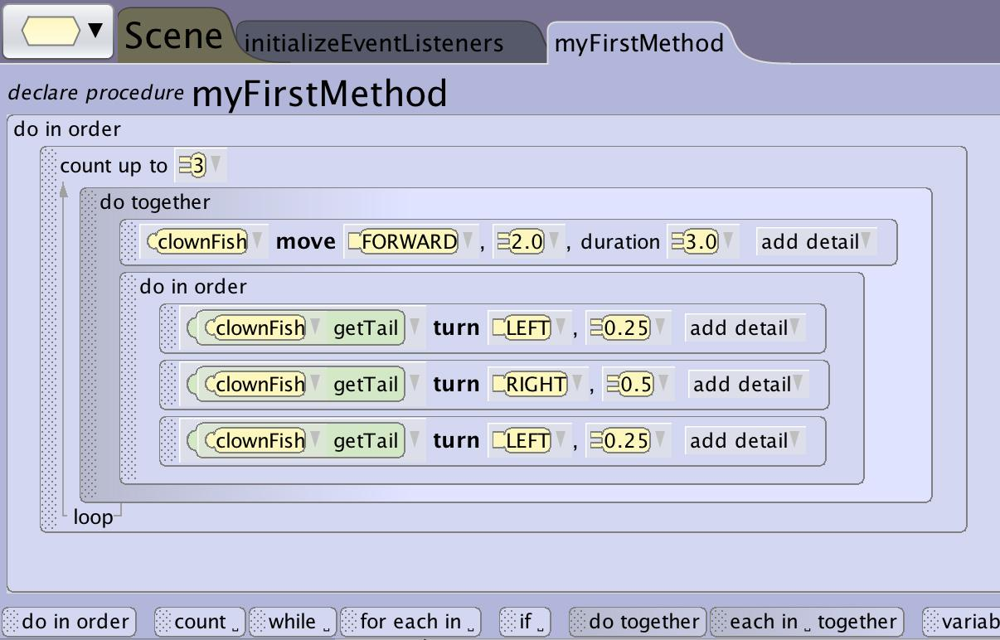 Scene initializeEventListeners myFirstMethod
declare procedure myFirstMethod
do in order
count up to 3
do together
clownFish move FORWARD , 2.0 , duration 3.0 add detail
do in order
clownFish getTail turn LEFT , 0.25 add detail
clownFish getTail turn RIGHT , 0.5 add detail
clownFish getTail turn LEFT , 0.25 add detail
loop
do in order count ␣ while ␣ for each in ␣ if ␣ do together each in ␣ together variab